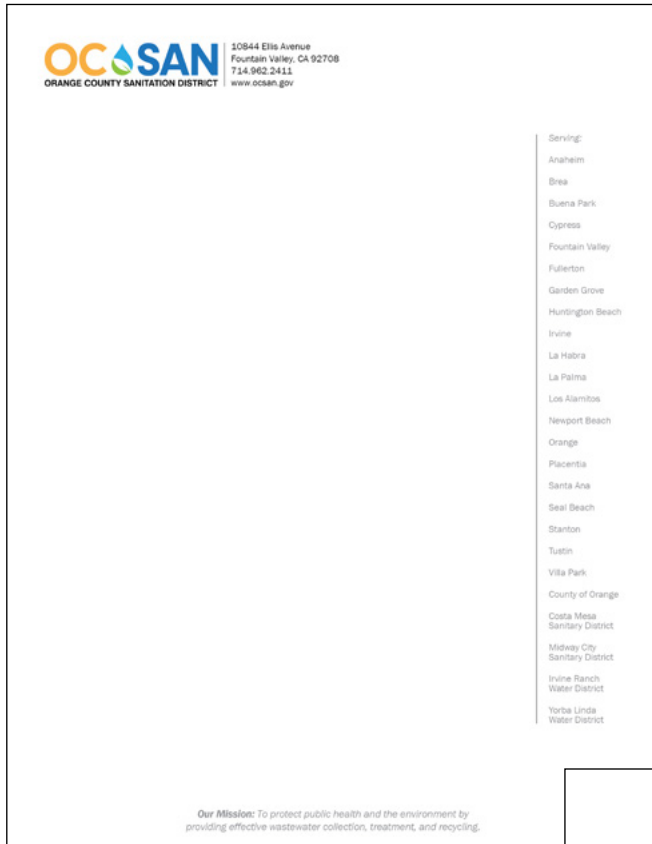 OC SAN
ORANGE COUNTY SANITATION DISTRICT
10844 Ellis Avenue
Fountain Valley, CA 92708
714.962.2411
www.ocsan.gov
Serving:
Anaheim
Brea
Buena Park
Cypress
Fountain Valley
Fullerton
Garden Grove
Huntington Beach
Irvine
La Habra
La Palma
Los Alamitos
Newport Beach
Orange
Placentia
Santa Ana
Seal Beach
Stanton
Tustin
Villa Park
County of Orange
Costa Mesa
Sanitary District
Midway City
Sanitary District
Irvine Ranch
Water District
Yorba Linda
Water District
Our Mission: To protect public health and the environment by
providing effective wastewater collection, treatment, and recycling.